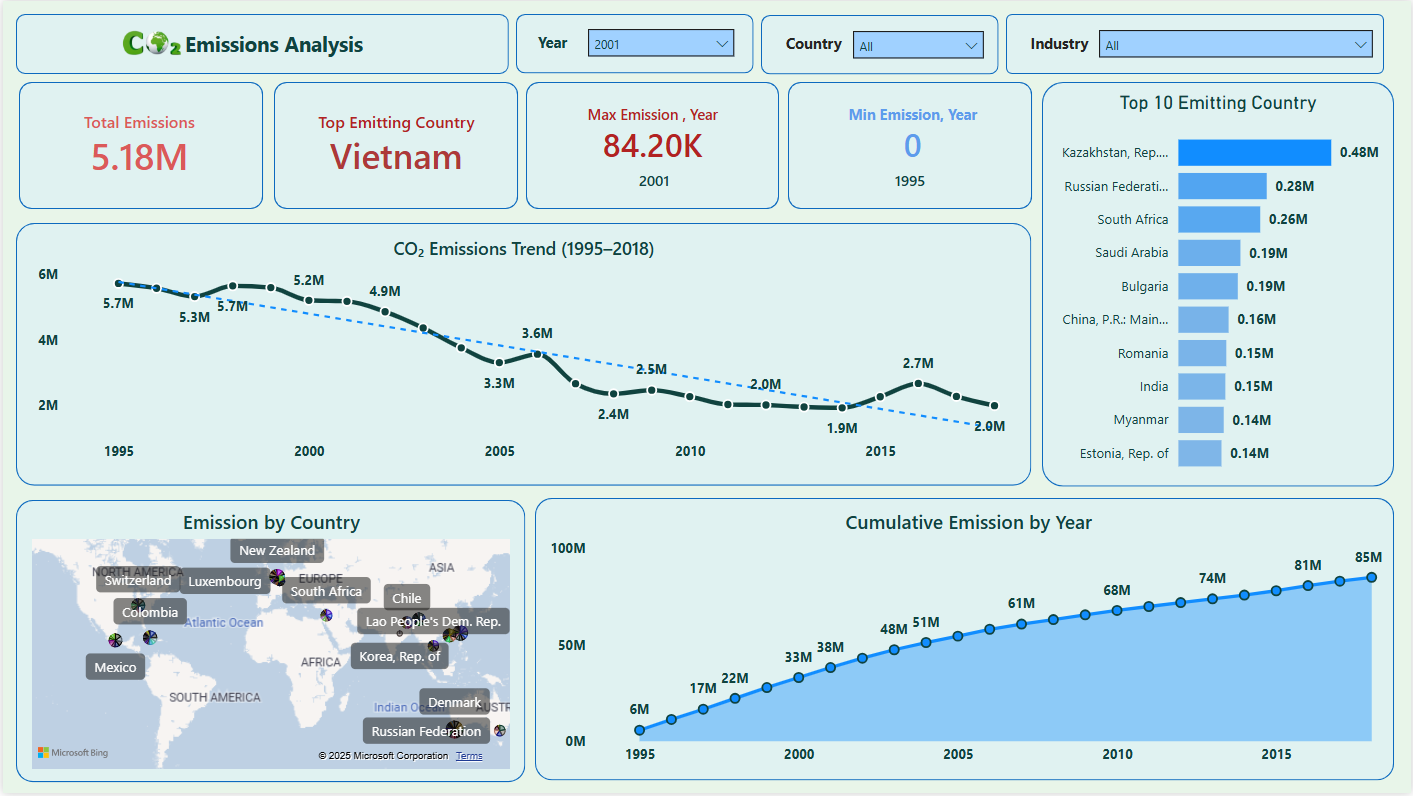 CO2 Emissions Analysis
Year
2001
Country
All
Industry
All
Total Emissions
5.18M
Top Emitting Country
Vietnam
Max Emission , Year
84.20K
2001
Min Emission, Year
0
1995
Top 10 Emitting Country
Kazakhstan, Rep.... 0.48M
Russian Federati... 0.28M
South Africa 0.26M
Saudi Arabia 0.19M
Bulgaria 0.19M
China, P.R.: Main... 0.16M
Romania 0.15M
India 0.15M
Myanmar 0.14M
Estonia, Rep. of 0.14M
CO₂ Emissions Trend (1995–2018)
6M
4M
2M
5.7M
5.3M
5.7M
5.2M
4.9M
3.3M
3.6M
2.4M
2.5M
2.0M
1.9M
2.7M
2.0M
1995 2000 2005 2010 2015
Emission by Country
New Zealand
NORTH AMERICA
Switzerland
Luxembourg
EUROPE
ASIA
South Africa
Chile
Colombia
Atlantic Ocean
Lao People's Dem. Rep.
Mexico
AFRICA
Korea, Rep. of
SOUTH AMERICA
Indian Ocean
Denmark
AUSTR
Russian Federation
Microsoft Bing
© 2025 Microsoft Corporation Terms
Cumulative Emission by Year
100M
50M
0M
6M
17M
22M
33M
38M
48M
51M
61M
68M
74M
81M
85M
1995 2000 2005 2010 2015